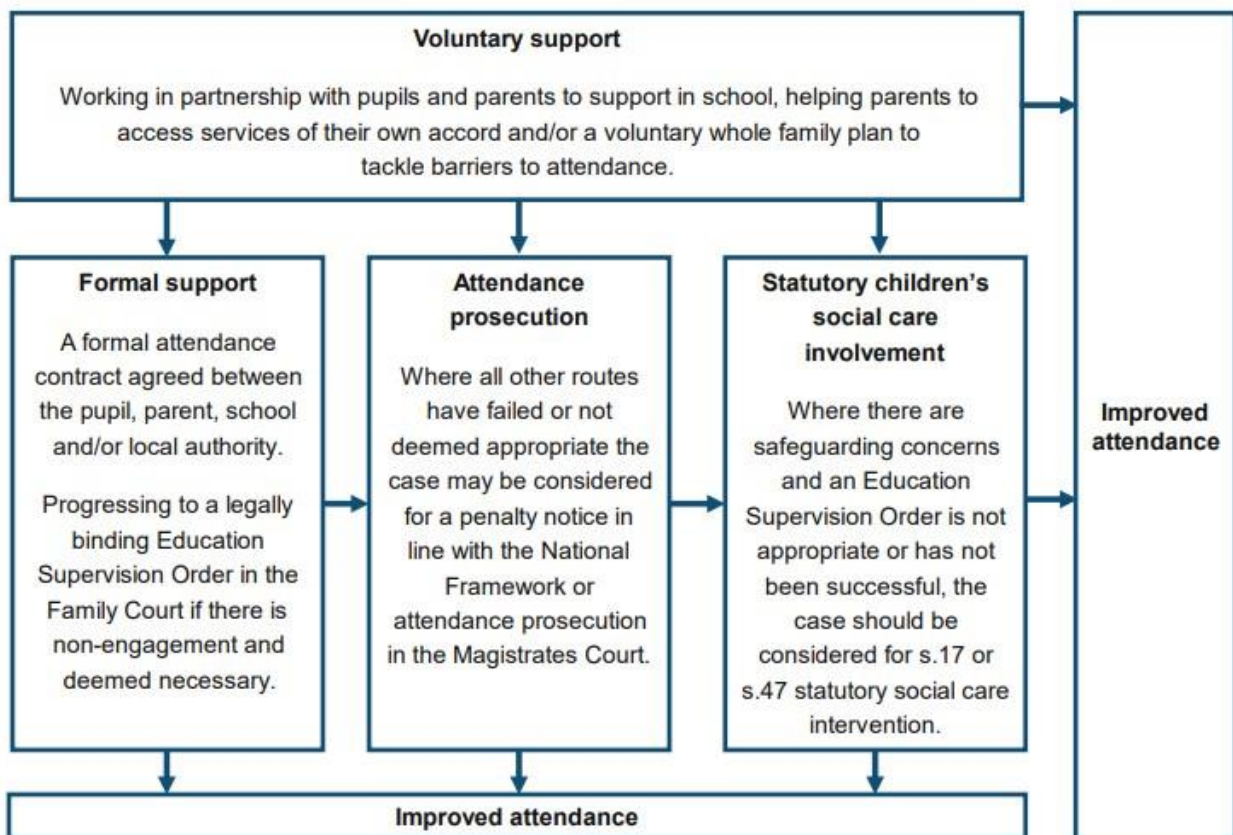 Voluntary support
Working in partnership with pupils and parents to support in school, helping parents to
access services of their own accord and/or a voluntary whole family plan to
tackle barriers to attendance.
Formal support
A formal attendance
contract agreed between
the pupil, parent, school
and/or local authority.
Progressing to a legally
binding Education
Supervision Order in the
Family Court if there is
non-engagement and
deemed necessary.
Attendance
prosecution
Where all other routes
have failed or not
deemed appropriate the
case may be considered
for a penalty notice in
line with the National
Framework or
attendance prosecution
in the Magistrates Court.
Statutory children’s
social care
involvement
Where there are
safeguarding concerns
and an Education
Supervision Order is not
appropriate or has not
been successful, the
case should be
considered for s.17 or
s.47 statutory social care
intervention.
Improved
attendance
Improved attendance